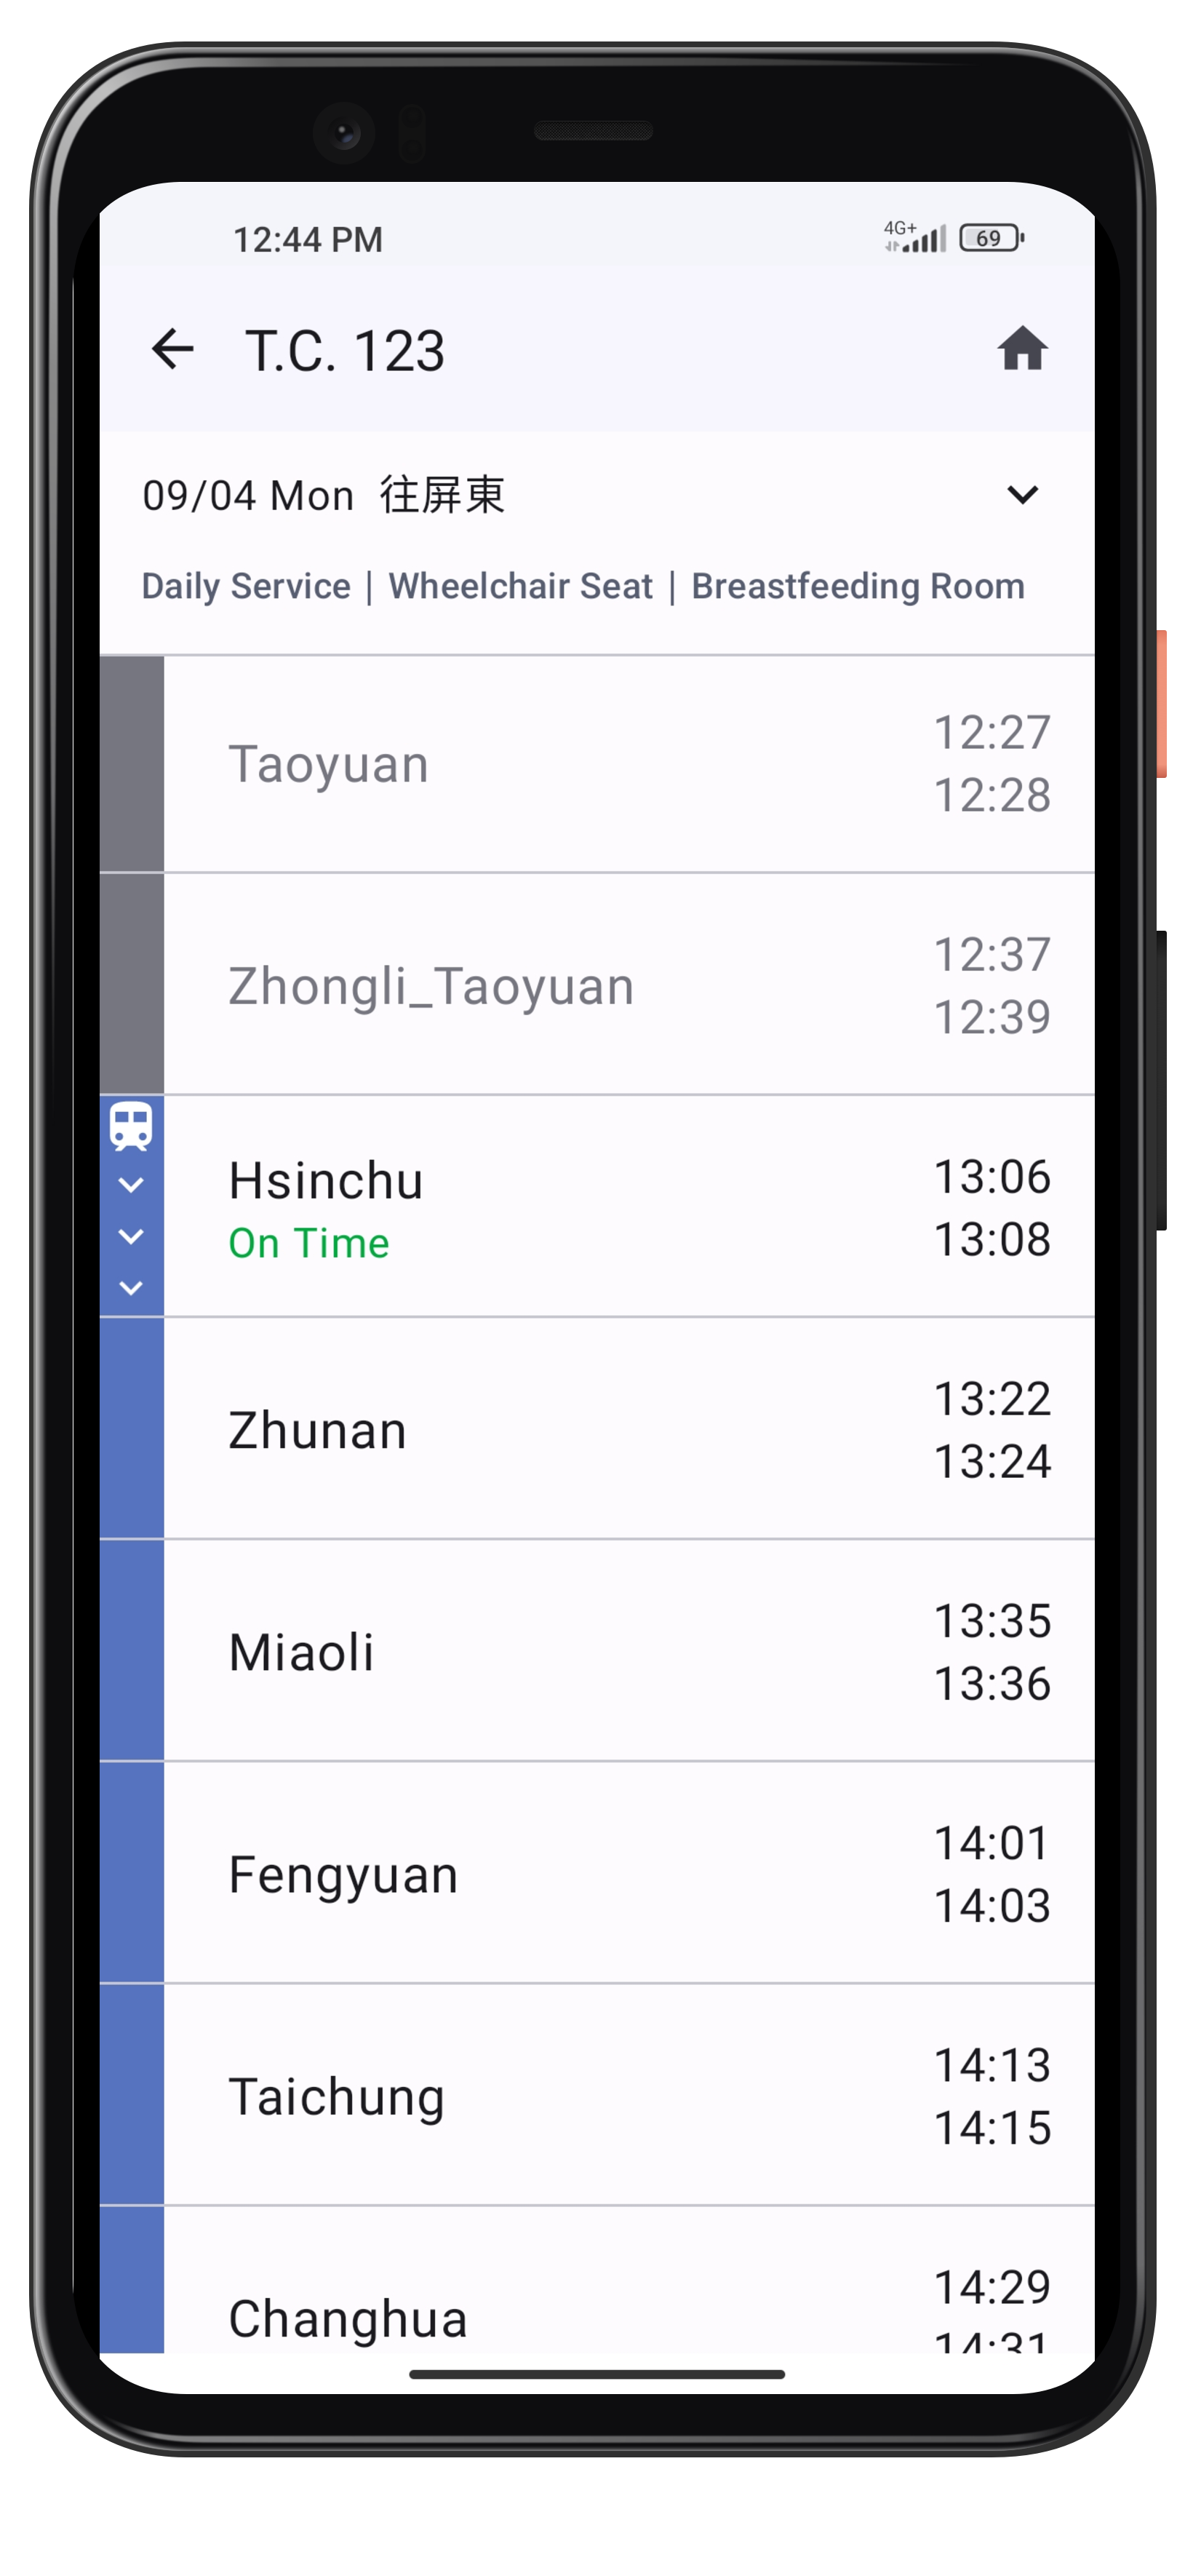 12:44 PM
4G+
69
T.C. 123
09/04 Mon 往屏東
Daily Service | Wheelchair Seat | Breastfeeding Room
Taoyuan
12:27
12:28
Zhongli_Taoyuan
12:37
12:39
Hsinchu
On Time
13:06
13:08
Zhunan
13:22
13:24
Miaoli
13:35
13:36
Fengyuan
14:01
14:03
Taichung
14:13
14:15
Changhua
14:29
14:31